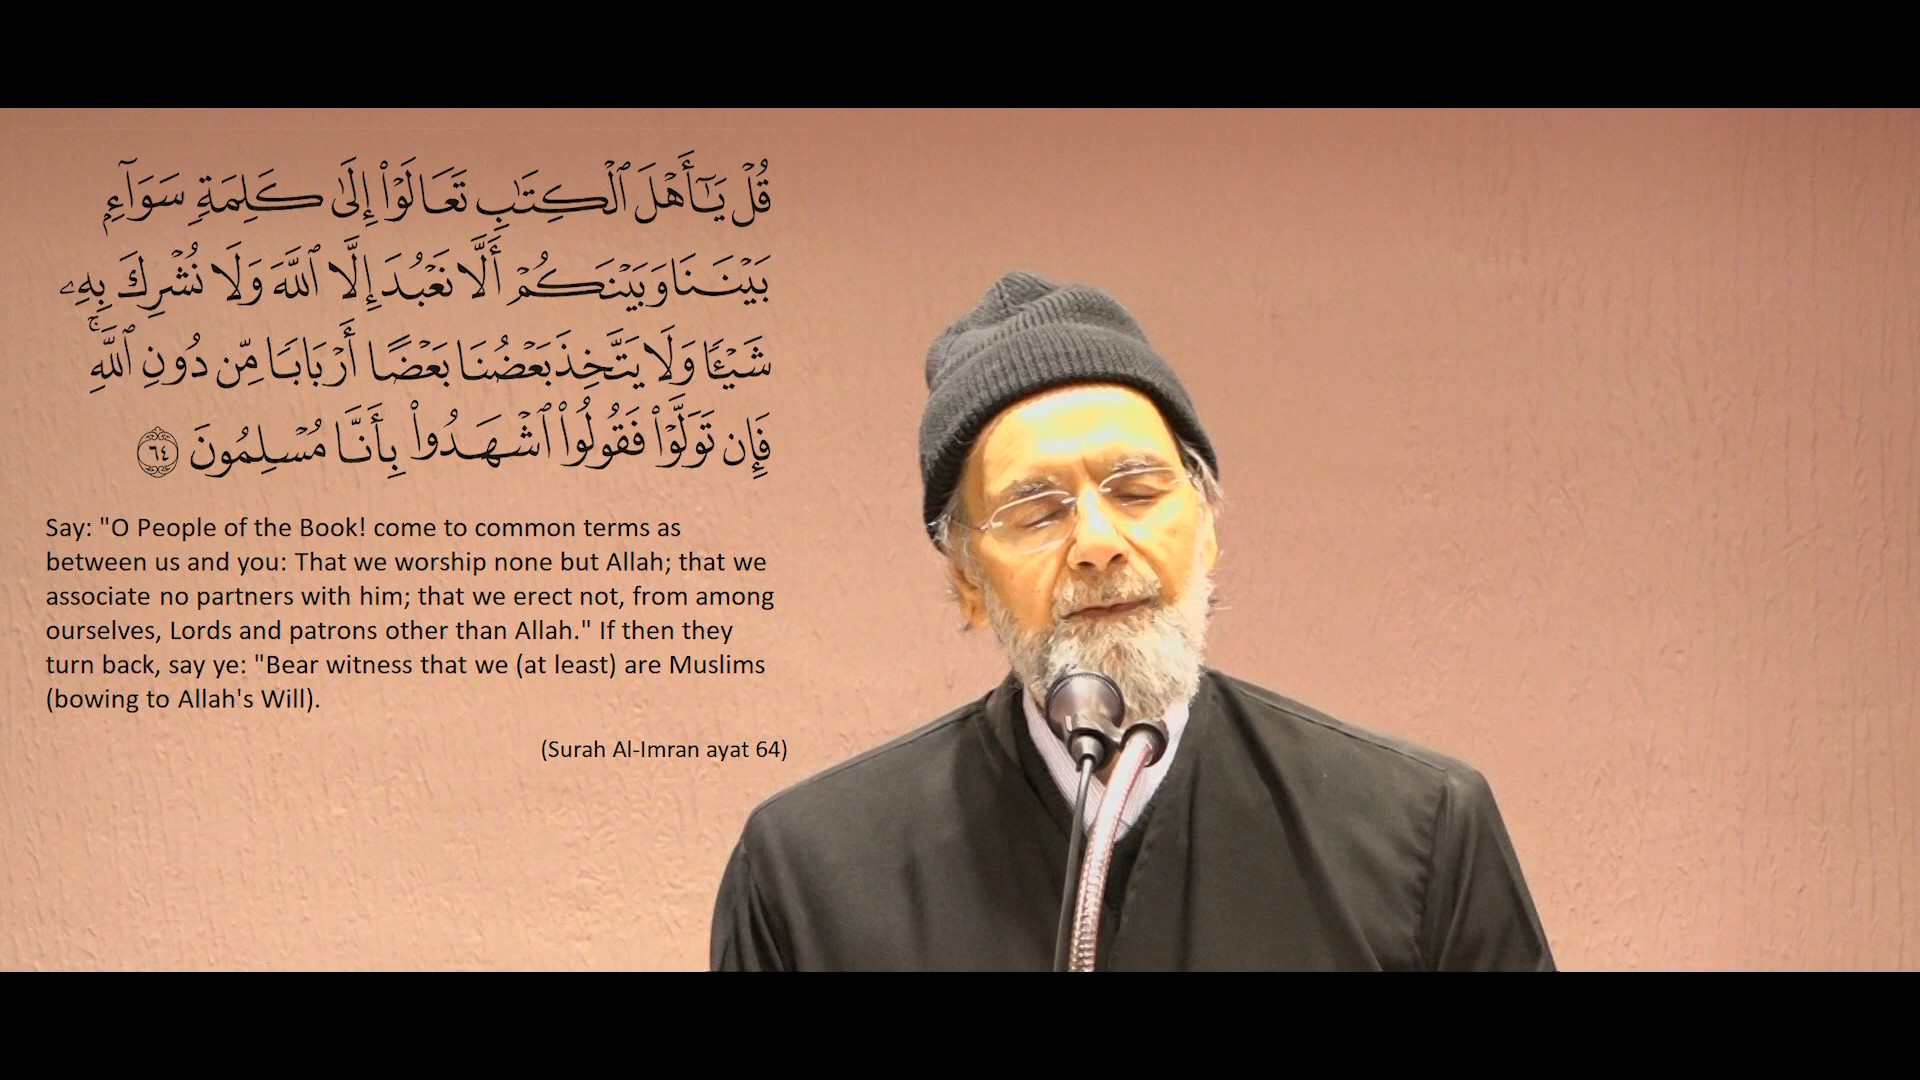 قُلْ يَـٰٓأَهْلَ ٱلْكِتَـٰبِ تَعَالَوْا۟ إِلَىٰ كَلِمَةٍ سَوَآءٍۭ
بَيْنَنَا وَبَيْنَكُمْ أَلَّا نَعْبُدَ إِلَّا ٱللَّهَ وَلَا نُشْرِكَ بِهِۦ
شَيْـًٔا وَلَا يَتَّخِذَ بَعْضُنَا بَعْضًا أَرْبَابًا مِّن دُونِ ٱللَّهِ ۚ
فَإِن تَوَلَّوْا۟ فَقُولُوا۟ ٱشْهَدُوا۟ بِأَنَّا مُسْلِمُونَ ٦٤
Say: "O People of the Book! come to common terms as
between us and you: That we worship none but Allah; that we
associate no partners with him; that we erect not, from among
ourselves, Lords and patrons other than Allah." If then they
turn back, say ye: "Bear witness that we (at least) are Muslims
(bowing to Allah's Will).
(Surah Al-Imran ayat 64)